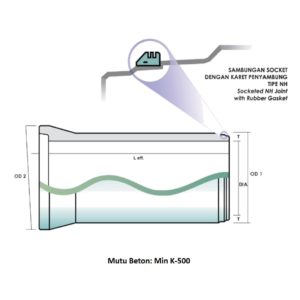 SAMBUNGAN SOCKET
DENGAN KARET PENYAMBUNG
TIPE NH
Socketed NH Joint
with Rubber Gasket
T
L eff.
OD 2
DIA
OD 1
T
Mutu Beton: Min K-500